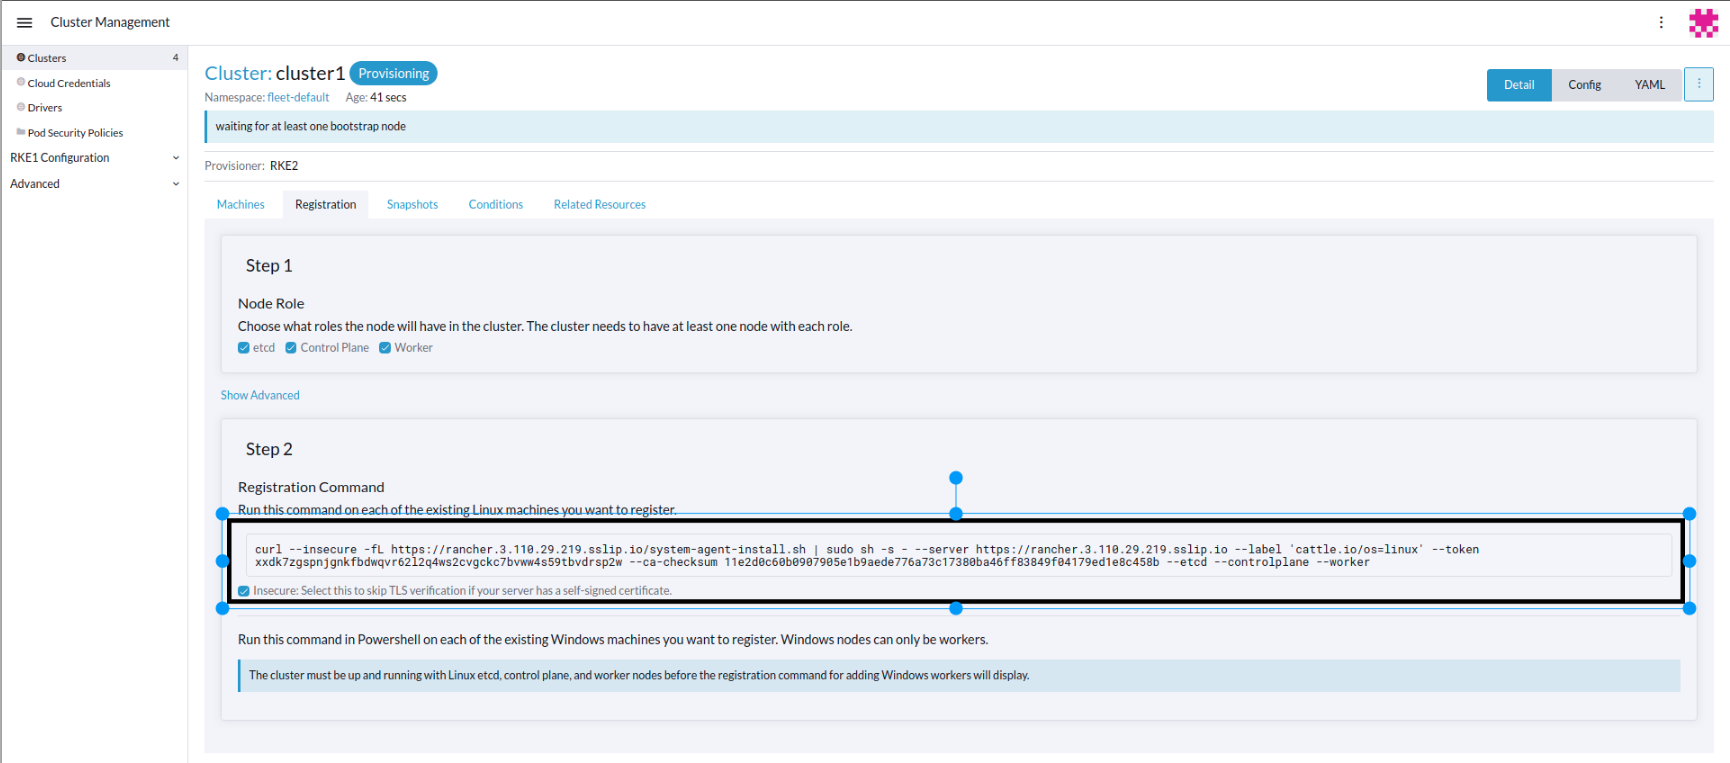 Cluster Management
Clusters 4
Cloud Credentials
Drivers
Pod Security Policies
RKE1 Configuration
Advanced
Cluster: cluster1 Provisioning
Namespace: fleet-default Age: 41 secs
Detail Config YAML
waiting for at least one bootstrap node
Provisioner: RKE2
Machines Registration Snapshots Conditions Related Resources
Step 1
Node Role
Choose what roles the node will have in the cluster. The cluster needs to have at least one node with each role.
etcd Control Plane Worker
Show Advanced
Step 2
Registration Command
Run this command on each of the existing Linux machines you want to register.
curl --insecure -fL https://rancher.3.110.29.219.sslip.io/system-agent-install.sh | sudo sh -s - --server https://rancher.3.110.29.219.sslip.io --label 'cattle.io/os=linux' --token
xxdk7zgspnjgnkfbdwqvr62l2q4ws2cvgckc7bvww4s59tbvdrsp2w --ca-checksum 11e2d0c60b0907905e1b9aede776a73c17380ba46ff83849f04179ed1e8c458b --etcd --controlplane --worker
Insecure: Select this to skip TLS verification if your server has a self-signed certificate.
Run this command in Powershell on each of the existing Windows machines you want to register. Windows nodes can only be workers.
The cluster must be up and running with Linux etcd, control plane, and worker nodes before the registration command for adding Windows workers will display.